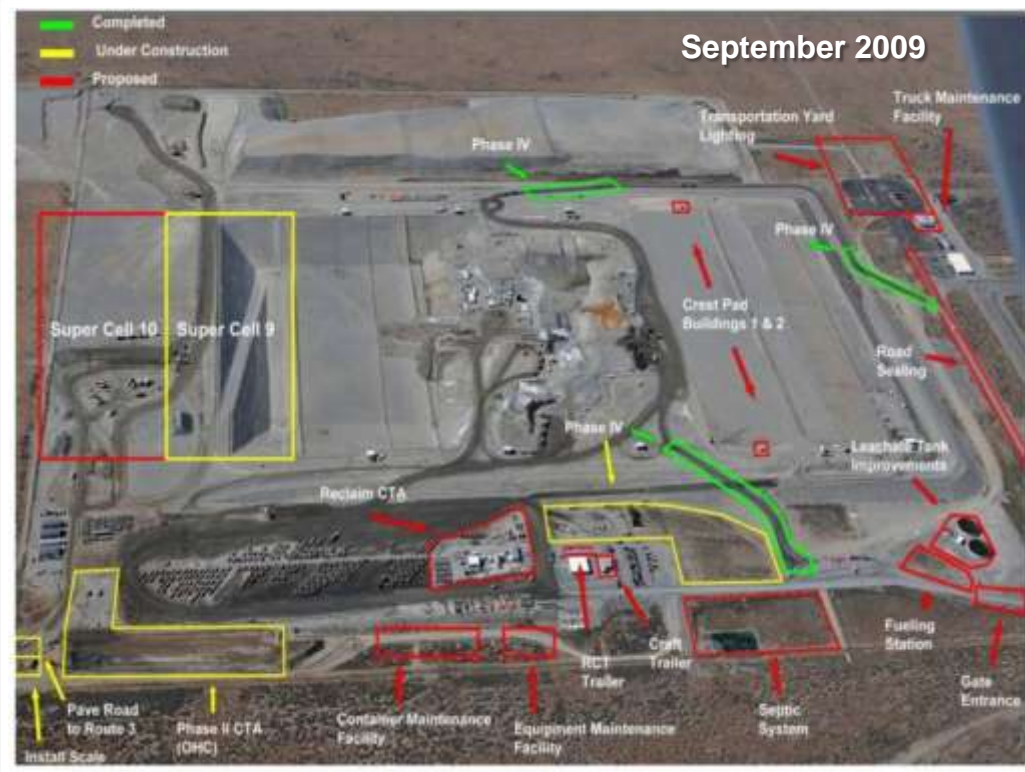 Completed
Under Construction
Proposed
September 2009
Truck Maintenance
Facility
Transportation Yard
Lighting
Phase IV
Phase IV
Crest Pad
Buildings 1 & 2
Super Cell 10
Super Cell 9
Road
Sealing
Phase IV
Leachate Tank
Improvements
Reclaim CTA
Fueling
Station
Craft
Trailer
RCT
Trailer
Gate
Entrance
Pave Road
to Route 3
Phase II CTA
(OHC)
Container Maintenance
Facility
Equipment Maintenance
Facility
Septic
System
Install Scale